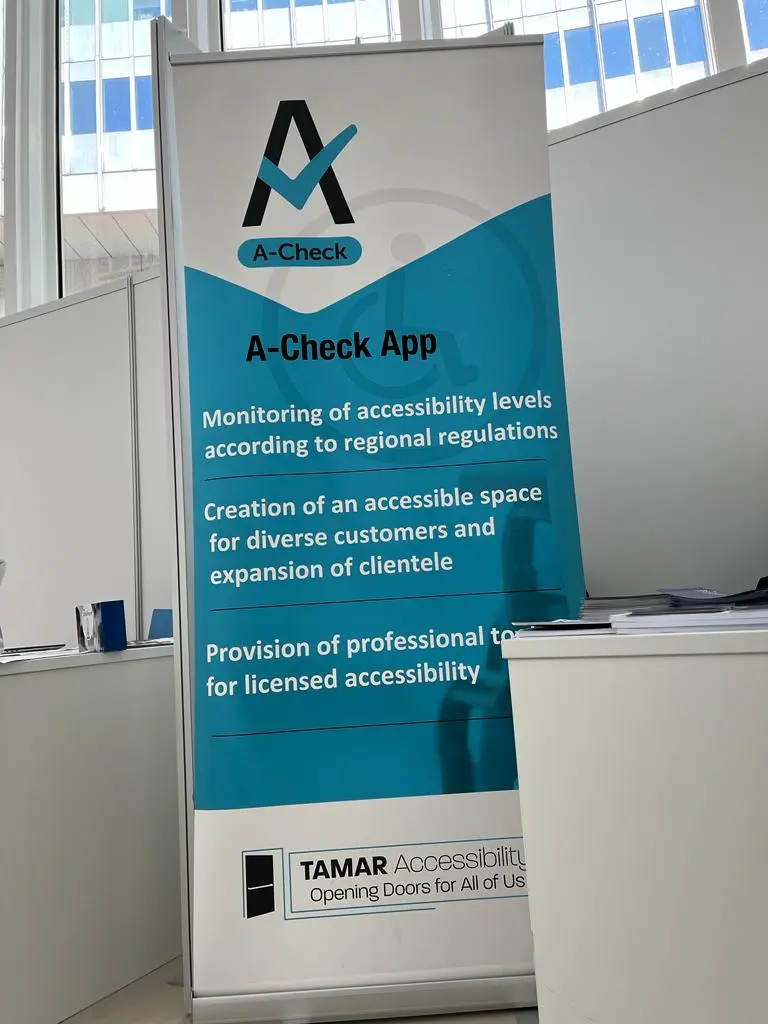 A-Check
A-Check App
Monitoring of accessibility levels
according to regional regulations
Creation of an accessible space
for diverse customers and
expansion of clientele
Provision of professional
for licensed accessibility
TAMAR Accessibility
Opening Doors for All of Us